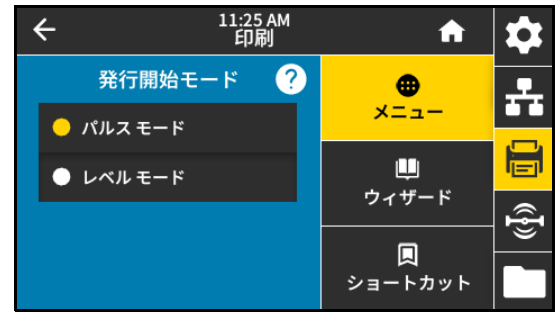 11:25 AM
印刷
発行開始モード
?
パルス モード
レベル モード
メニュー
ウィザード
ショートカット